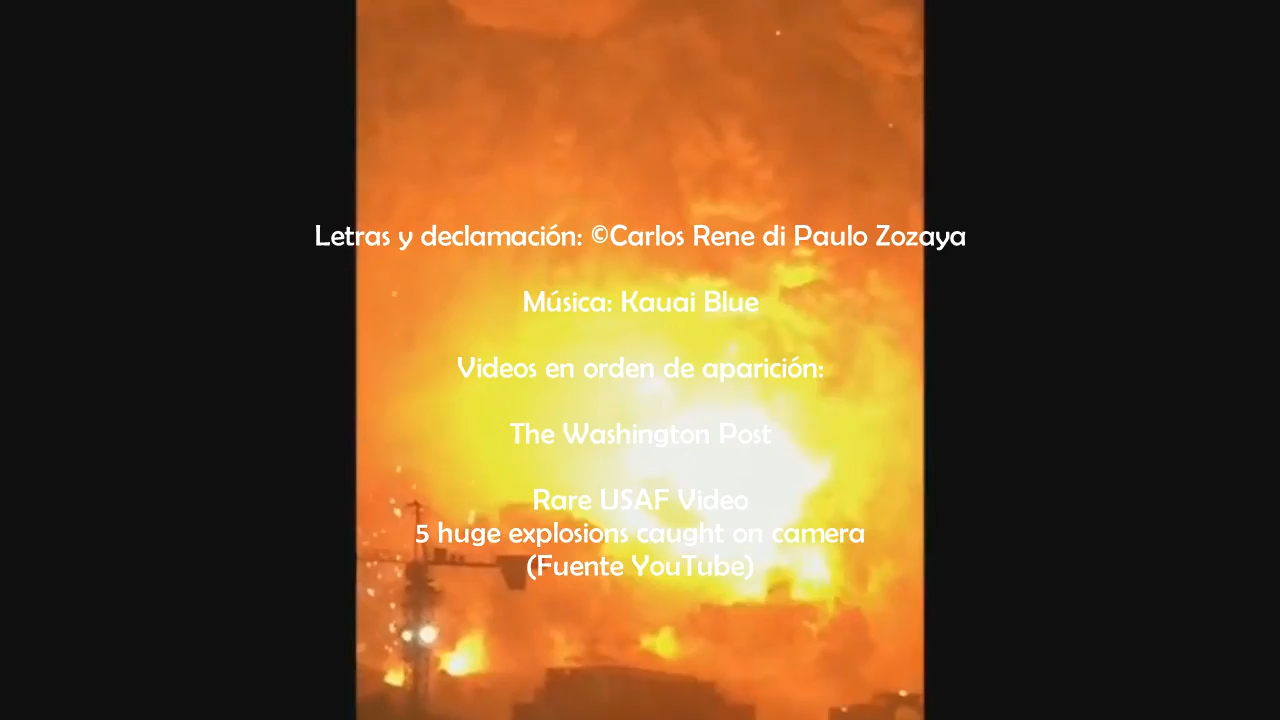 Letras y declamación: ©Carlos Rene di Paulo Zozaya
Música: Kauai Blue
Videos en orden de aparición:
The Washington Post
Rare USAF Video
5 huge explosions caught on camera
(Fuente YouTube)